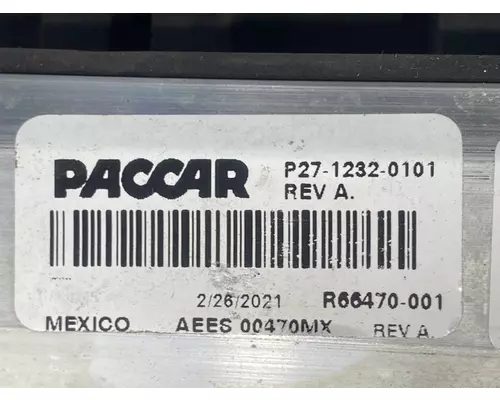 PACCAR P27-1232-0101
REV A.
2/26/2021 R66470-001
MEXICO AEES 00470MX REV A.